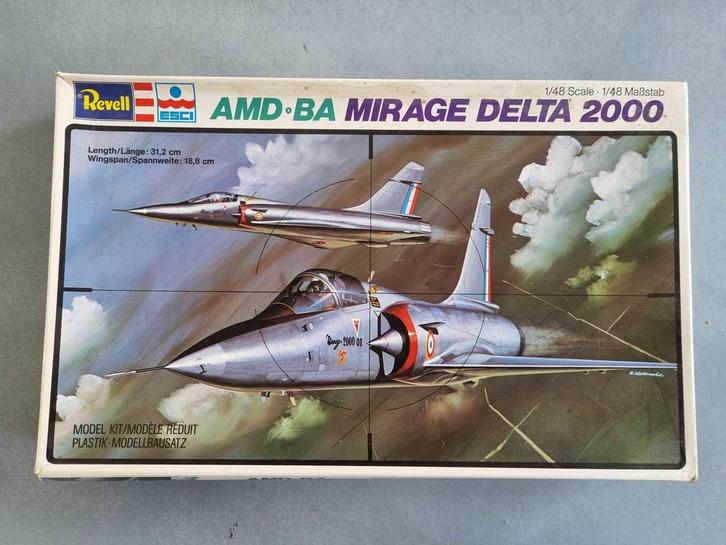 Revell
ESCI
AMD·BA MIRAGE DELTA 2000
1/48 Scale · 1/48 Maßstab
Length/Länge: 31,2 cm
Wingspan/Spannweite: 18,8 cm
2000 01
MODEL KIT/MODÈLE RÉDUIT
PLASTIK-MODELLBAUSATZ